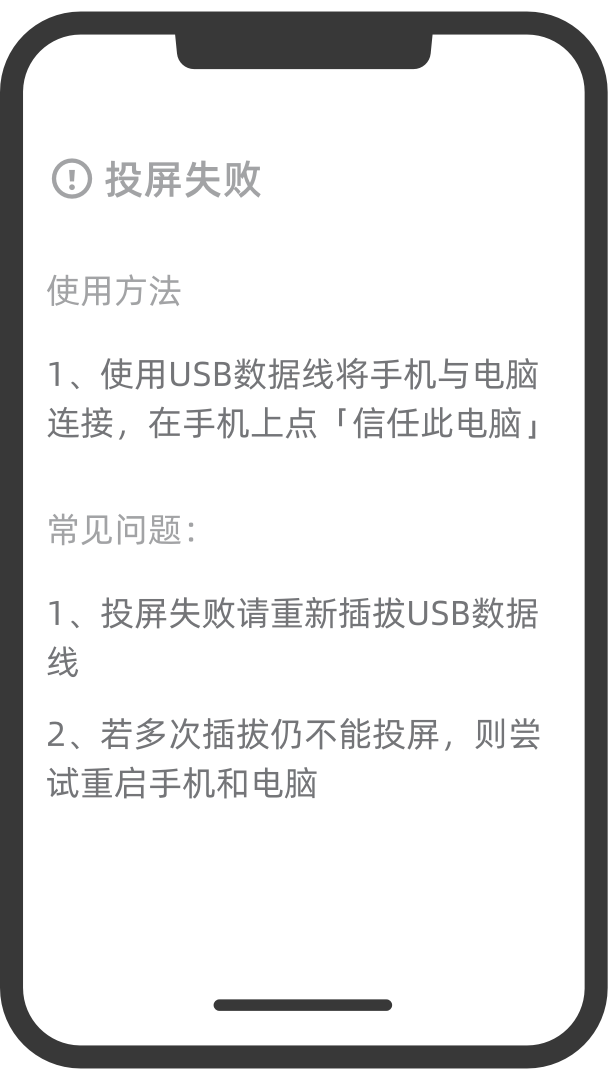 投屏失败
使用方法
1、使用USB数据线将手机与电脑
连接，在手机上点「信任此电脑」
常见问题：
1、投屏失败请重新插拔USB数据
线
2、若多次插拔仍不能投屏，则尝
试重启手机和电脑